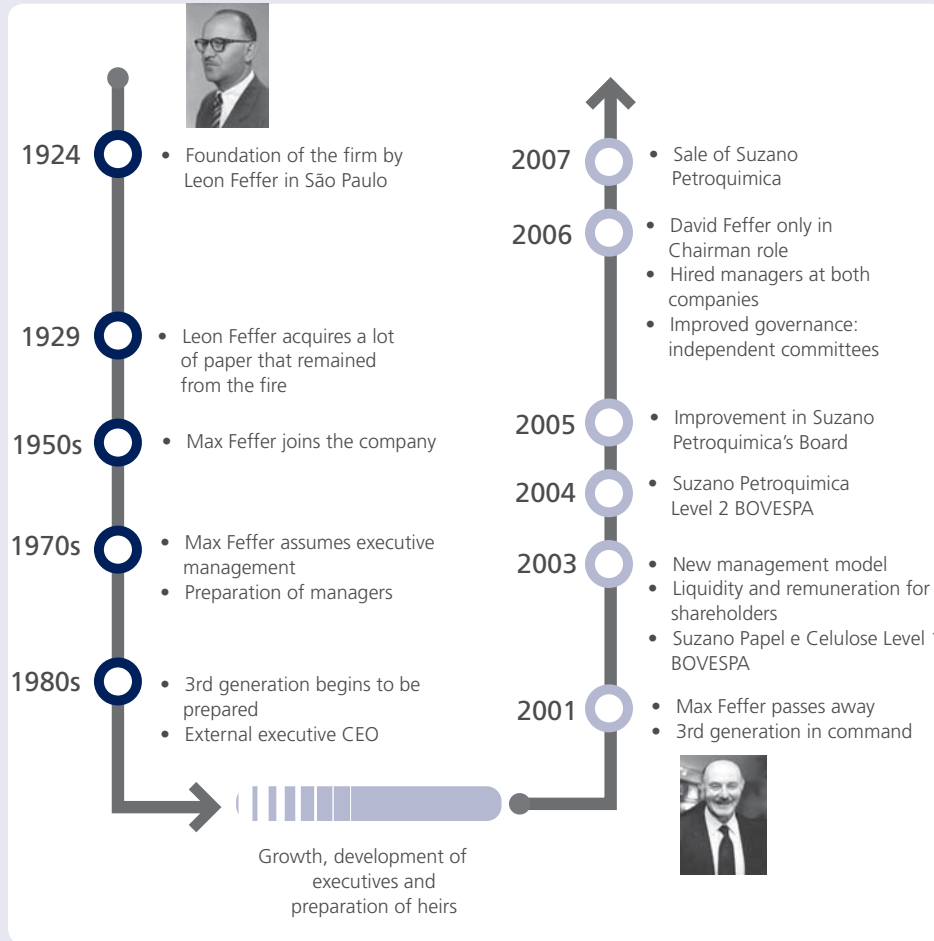 1924
• Foundation of the firm by
Leon Feffer in São Paulo
1929
• Leon Feffer acquires a lot
of paper that remained
from the fire
1950s
• Max Feffer joins the company
1970s
• Max Feffer assumes executive
management
• Preparation of managers
1980s
• 3rd generation begins to be
prepared
• External executive CEO
Growth, development of
executives and
preparation of heirs
2007
• Sale of Suzano
Petroquimica
2006
• David Feffer only in
Chairman role
• Hired managers at both
companies
• Improved governance:
independent committees
2005
• Improvement in Suzano
Petroquimica's Board
2004
• Suzano Petroquimica
Level 2 BOVESPA
2003
• New management model
• Liquidity and remuneration for
shareholders
• Suzano Papel e Celulose Level
BOVESPA
2001
• Max Feffer passes away
• 3rd generation in command